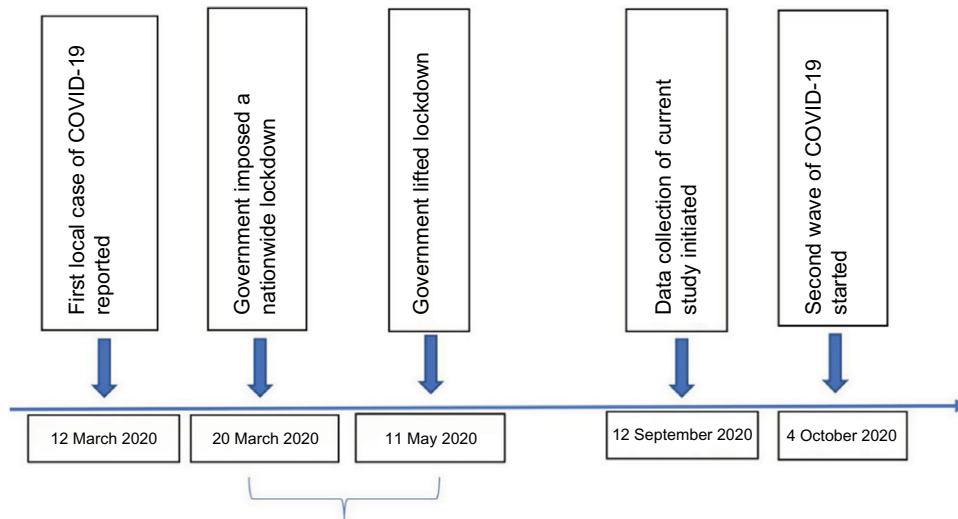 First local case of COVID-19
reported
Government imposed a
nationwide lockdown
Government lifted lockdown
Data collection of current
study initiated
Second wave of COVID-19
started
12 March 2020
20 March 2020
11 May 2020
12 September 2020
4 October 2020